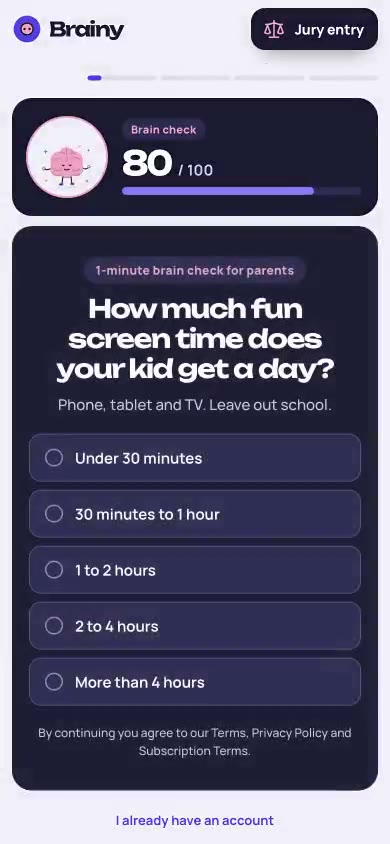 Brainy
Jury entry
Brain check
80 / 100
1-minute brain check for parents
How much fun
screen time does
your kid get a day?
Phone, tablet and TV. Leave out school.
Under 30 minutes
30 minutes to 1 hour
1 to 2 hours
2 to 4 hours
More than 4 hours
By continuing you agree to our Terms, Privacy Policy and
Subscription Terms.
I already have an account